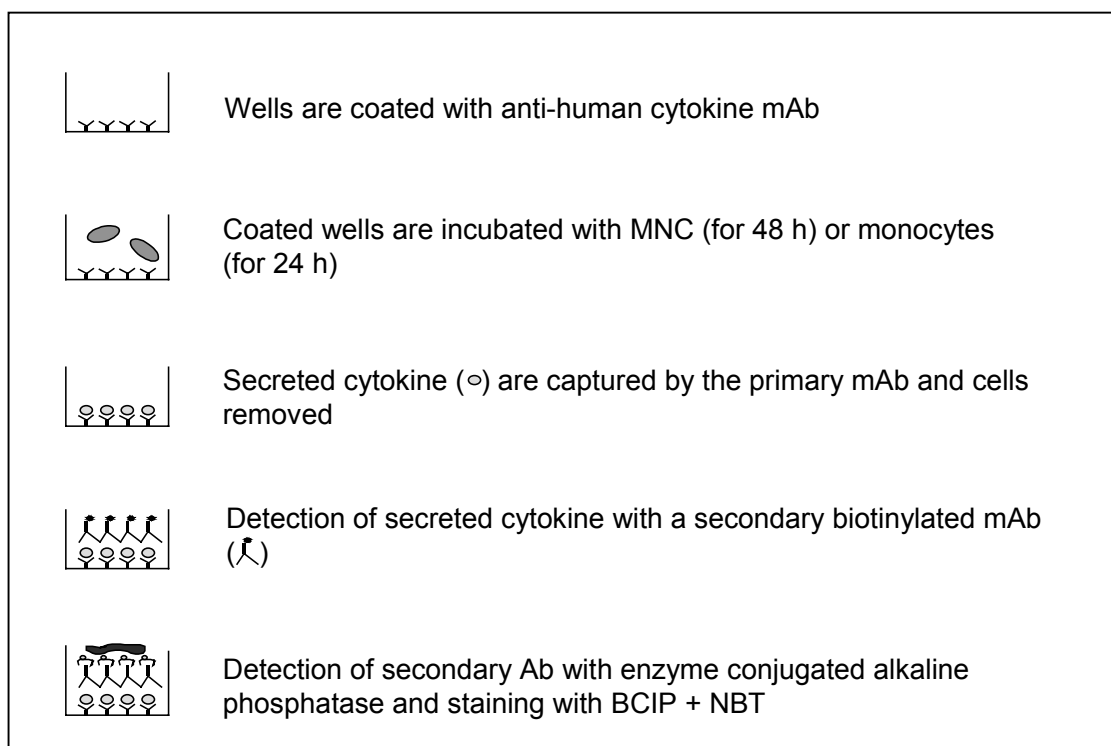 Wells are coated with anti-human cytokine mAb
Coated wells are incubated with MNC (for 48 h) or monocytes
(for 24 h)
Secreted cytokine ( ) are captured by the primary mAb and cells
removed
Detection of secreted cytokine with a secondary biotinylated mAb
( )
Detection of secondary Ab with enzyme conjugated alkaline
phosphatase and staining with BCIP + NBT